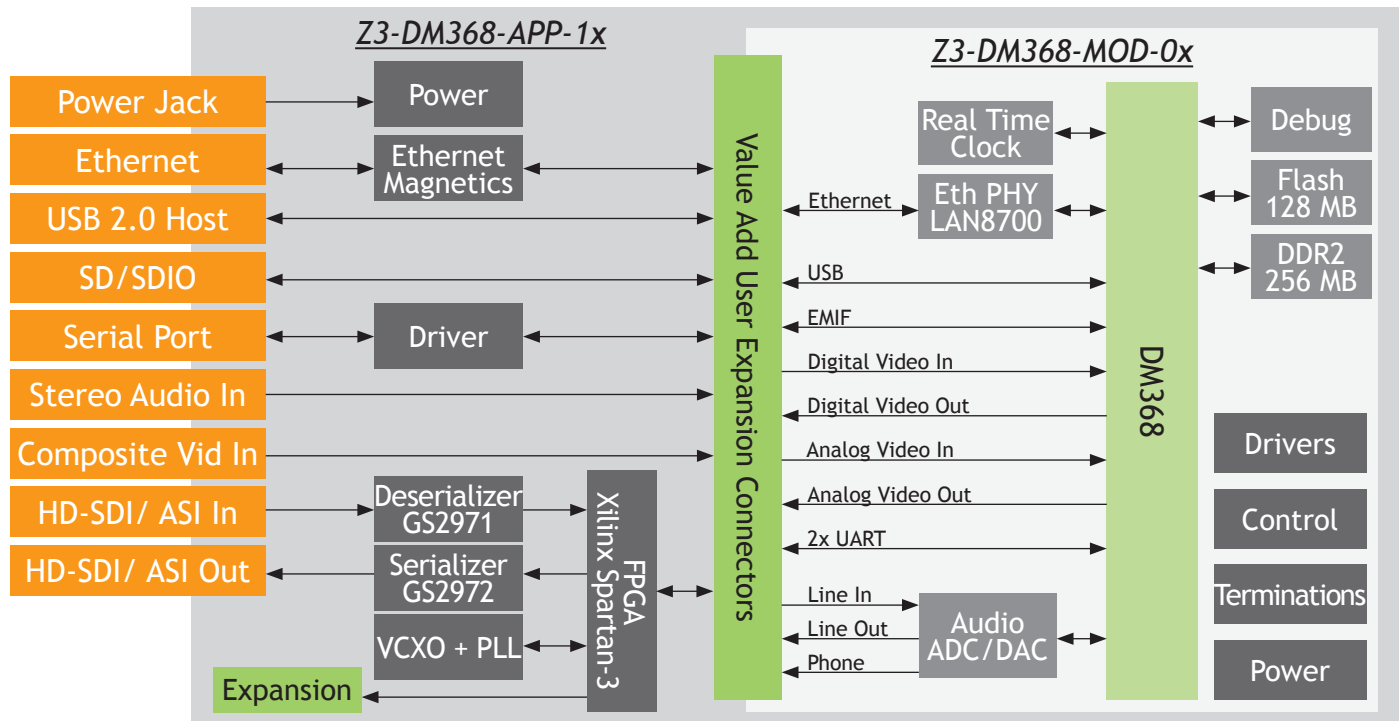 Z3-DM368-APP-1x
Z3-DM368-MOD-0x
Power Jack
Ethernet
USB 2.0 Host
SD/SDIO
Serial Port
Stereo Audio In
Composite Vid In
HD-SDI/ ASI In
HD-SDI/ ASI Out
Power
Ethernet
Magnetics
Driver
Deserializer
GS2971
Serializer
GS2972
VCXO + PLL
Expansion
FPGA
Xilinx Spartan-3
Value Add User Expansion Connectors
Real Time
Clock
Ethernet
Eth PHY
LAN8700
USB
EMIF
Digital Video In
Digital Video Out
Analog Video In
Analog Video Out
2x UART
Line In
Line Out
Phone
Audio
ADC/DAC
DM368
Debug
Flash
128 MB
DDR2
256 MB
Drivers
Control
Terminations
Power